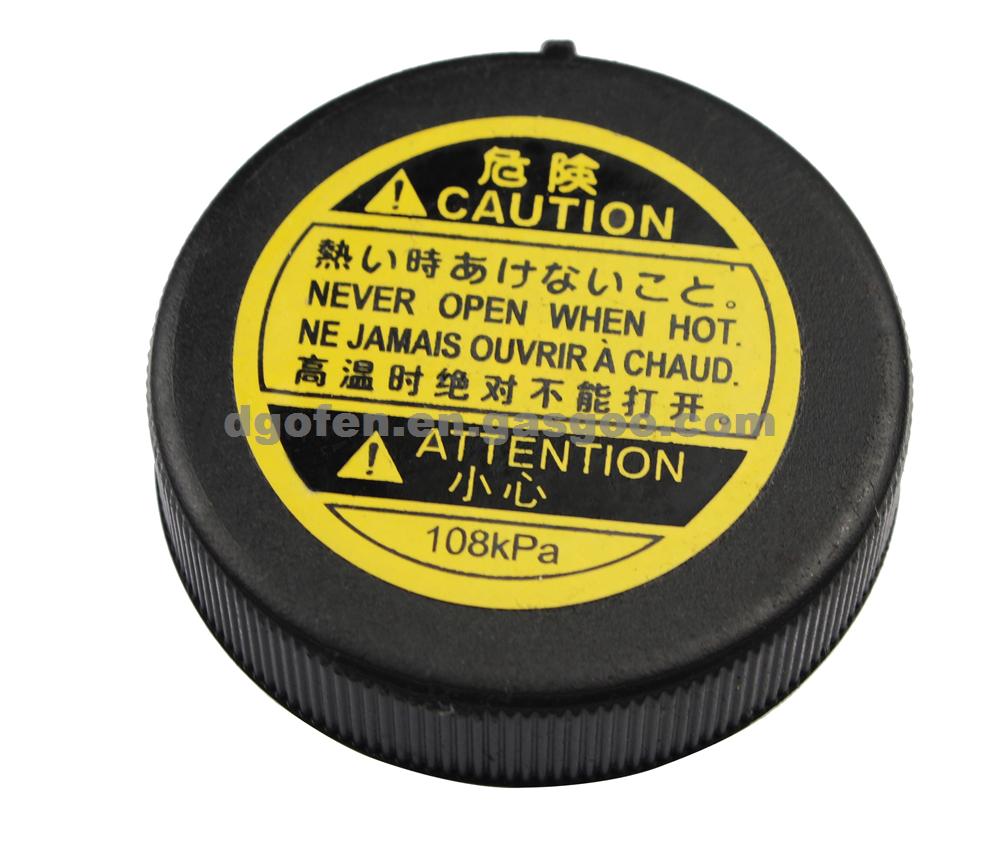 危険
CAUTION
熱い時あけないこと。
NEVER OPEN WHEN HOT.
NE JAMAIS OUVRIR À CHAUD.
高温时绝对不能打开。
dgofen.en.gasgoo.com
ATTENTION
小心
108kPa